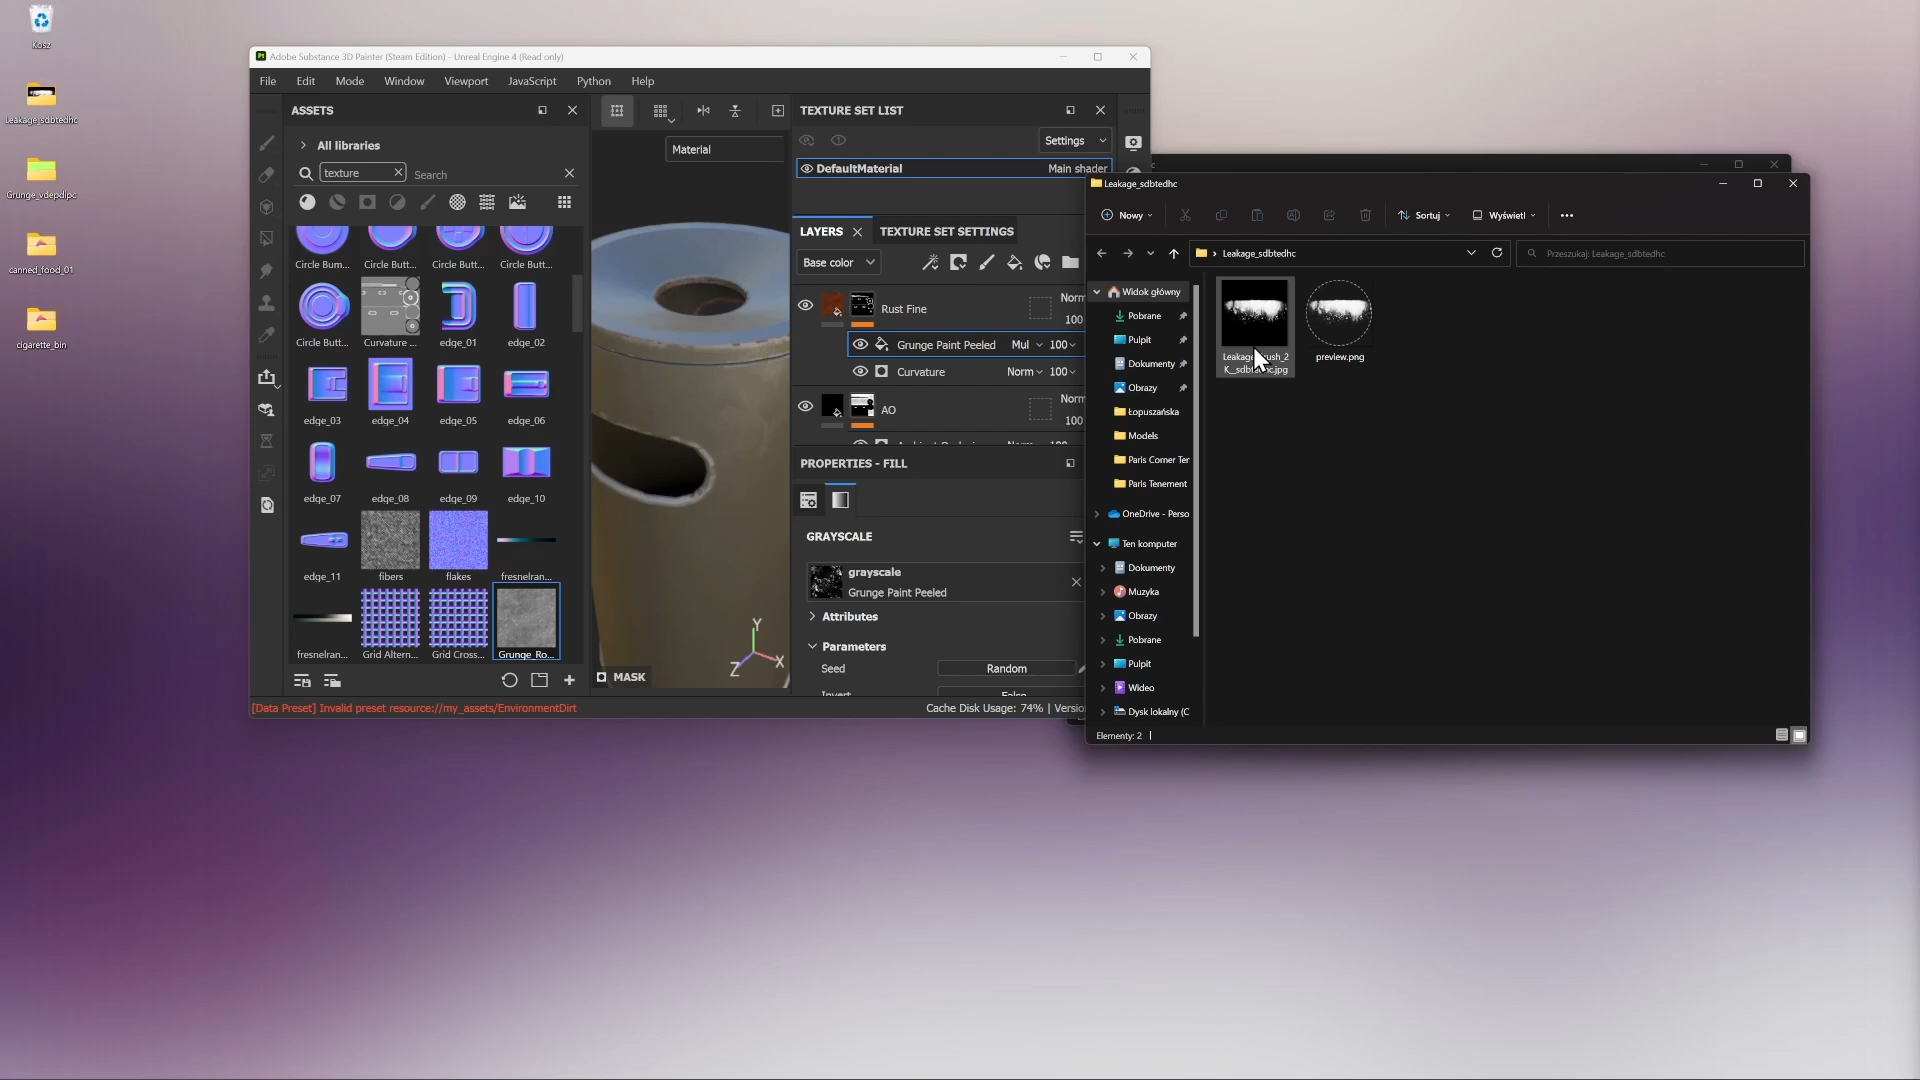 Kosz
Leakage_sdbtedhc
Grunge_vdepdipc
canned_food_01
cigarette_bin
Adobe Substance 3D Painter (Steam Edition) - Unreal Engine 4 (Read only)
File Edit Mode Window Viewport JavaScript Python Help
ASSETS
All libraries
texture Search
Circle Bum... Circle Butt... Circle Butt... Circle Butt...
Circle Butt... Curvature ... edge_01 edge_02
edge_03 edge_04 edge_05 edge_06
edge_07 edge_08 edge_09 edge_10
edge_11 fibers flakes fresnelran...
fresnelran... Grid Altern... Grid Cross... Grunge_Ro...
[Data Preset] Invalid preset resource://my_assets/EnvironmentDirt
Cache Disk Usage: 74% | Versio
Material
Y
Z X
MASK
TEXTURE SET LIST
Settings
DefaultMaterial Main shader
LAYERS TEXTURE SET SETTINGS
Base color
Rust Fine Norm
100
Grunge Paint Peeled Mul 100
Curvature Norm 100
AO Norm
100
PROPERTIES - FILL
GRAYSCALE
grayscale
Grunge Paint Peeled
Attributes
Parameters
Seed Random
Invert False
Leakage_sdbtedhc
Nowy Sortuj Wyświetl
Leakage_sdbtedhc
Przeszukaj: Leakage_sdbtedhc
Widok główny
Pobrane
Pulpit
Dokumenty
Obrazy
Łopuszańska
Models
Paris Corner Ter
Paris Tenement
OneDrive - Perso
Ten komputer
Dokumenty
Muzyka
Obrazy
Pobrane
Pulpit
Wideo
Dysk lokalny (C
preview.png
Elementy: 2